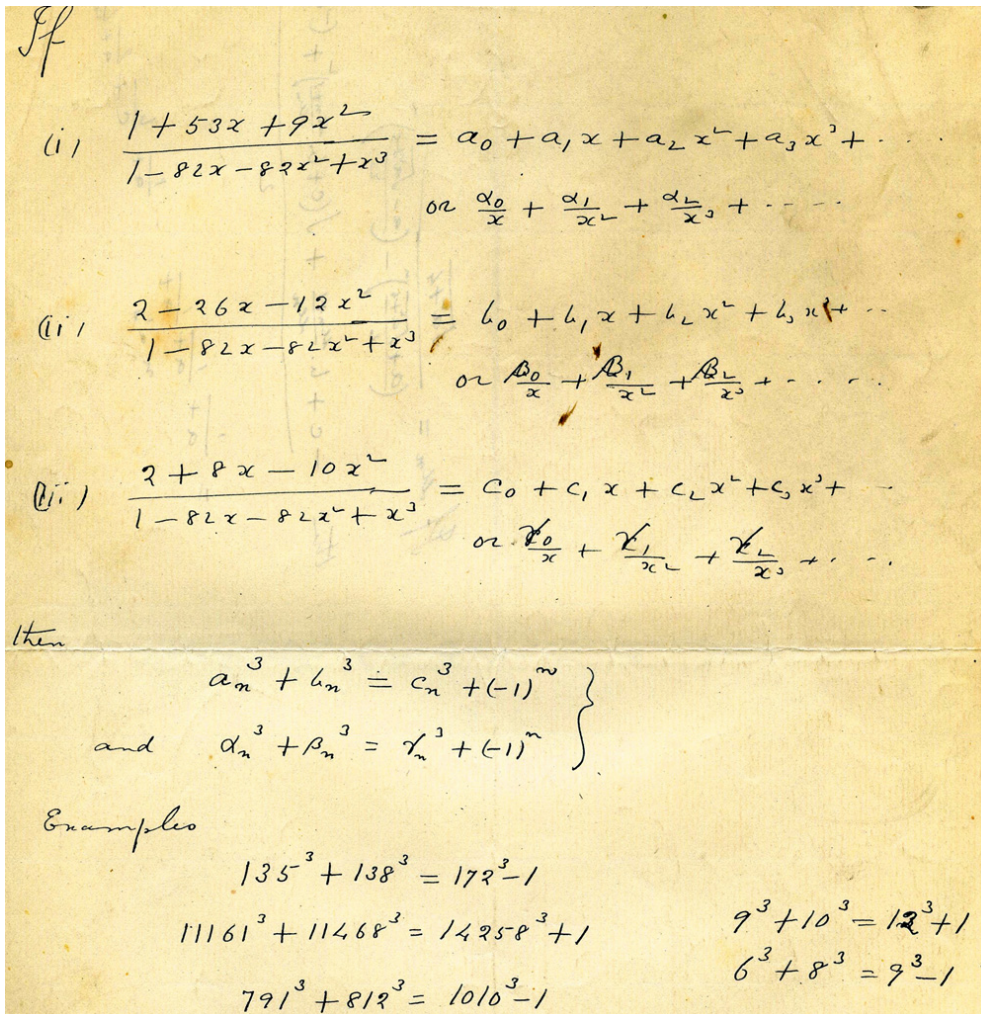 If
(i) (1 + 53x + 9x²)/(1 - 82x - 82x² + x³) = a₀ + a₁x + a₂x² + a₃x³ + ....
or α₀/x + α₁/x² + α₂/x³ + .....
(ii) (2 - 26x - 12x²)/(1 - 82x - 82x² + x³) = b₀ + b₁x + b₂x² + b₃x³ + ..
or β₀/x + β₁/x² + β₂/x³ + .....
(iii) (2 + 8x - 10x²)/(1 - 82x - 82x² + x³) = c₀ + c₁x + c₂x² + c₃x³ + ..
or γ₀/x + γ₁/x² + γ₂/x³ + ....
then
aₙ³ + bₙ³ = cₙ³ + (-1)ⁿ }
and αₙ³ + βₙ³ = γₙ³ + (-1)ⁿ
Examples
135³ + 138³ = 172³ - 1
11161³ + 11468³ = 14258³ + 1
791³ + 812³ = 1010³ - 1
9³ + 10³ = 12³ + 1
6³ + 8³ = 9³ - 1